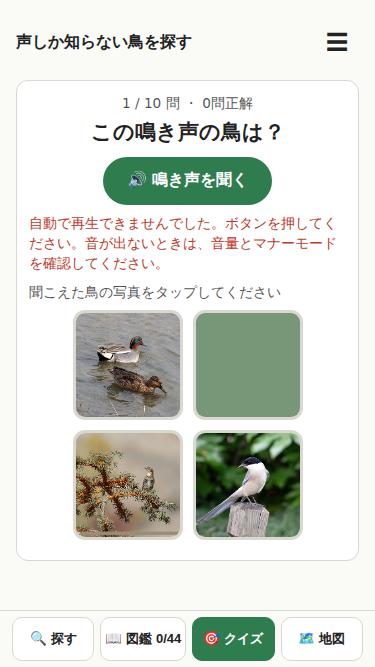 声しか知らない鳥を探す
1 / 10 問 ・ 0問正解
この鳴き声の鳥は？
🔊 鳴き声を聞く
自動で再生できませんでした。ボタンを押してく
ださい。音が出ないときは、音量とマナーモード
を確認してください。
聞こえた鳥の写真をタップしてください
🔍 探す
📖 図鑑 0/44
🎯 クイズ
🗺️ 地図